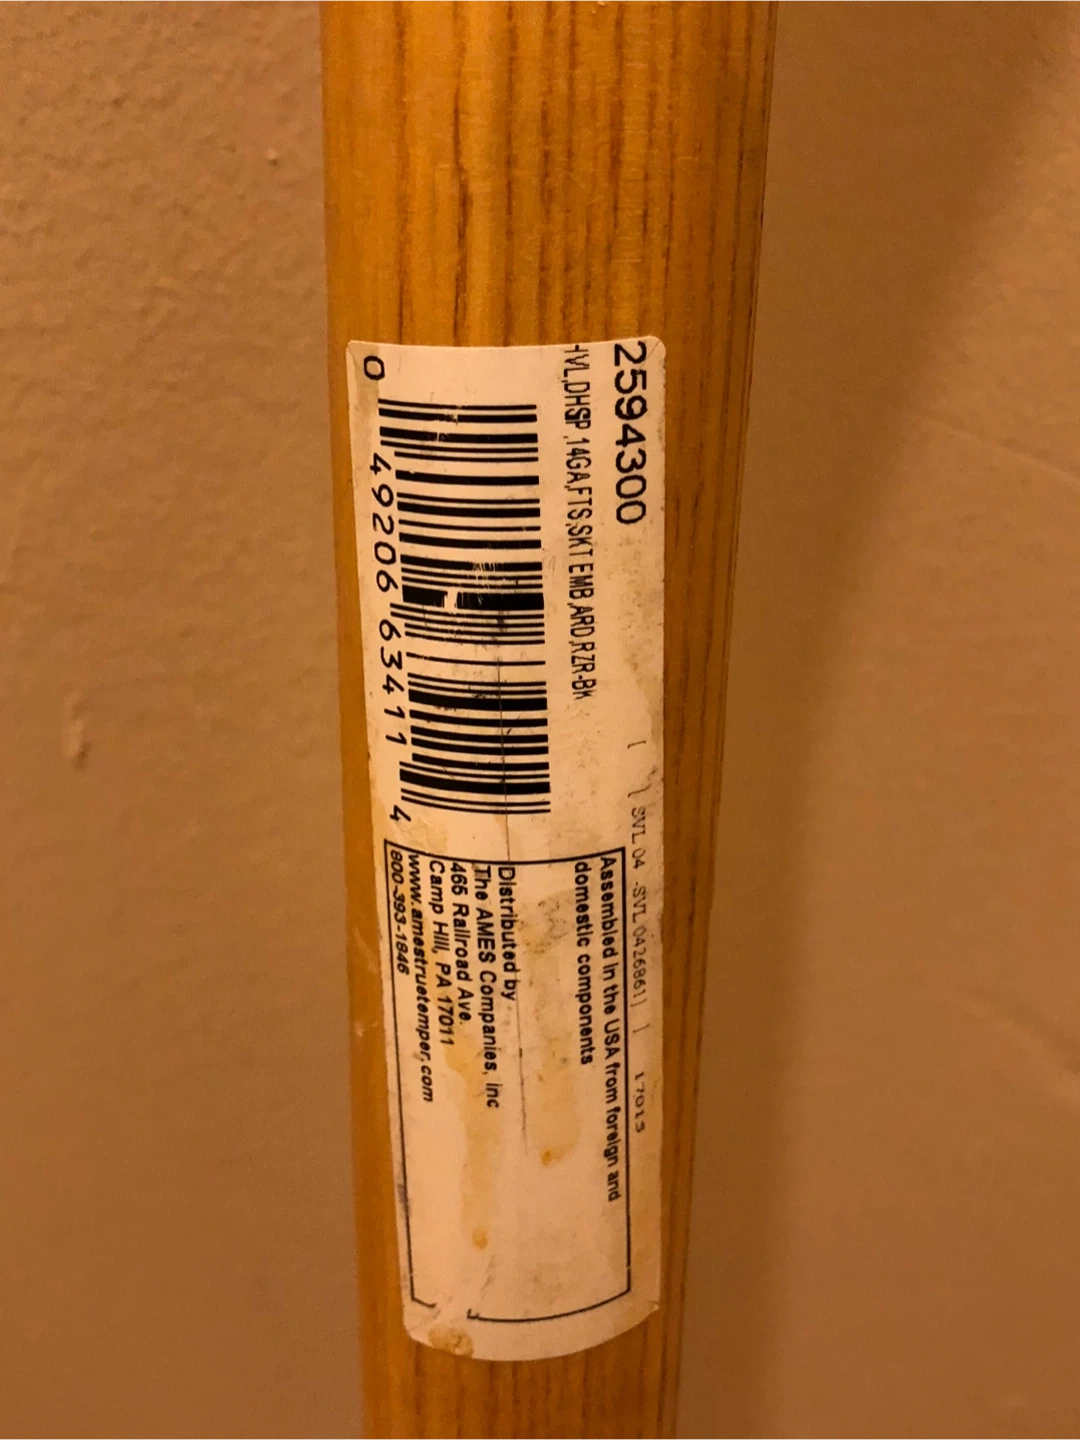 2594300
HVL,DHSP,14GA,FTS,SKT EMB,ARD,RZR-BK
0 49206 63411 4
SVL 04 -SVL 0426861] ] 17013
Assembled in the USA from foreign and
domestic components
Distributed by
The AMES Companies, Inc
465 Railroad Ave.
Camp Hill, PA 17011
www.amestruetemper.com
800-393-1846